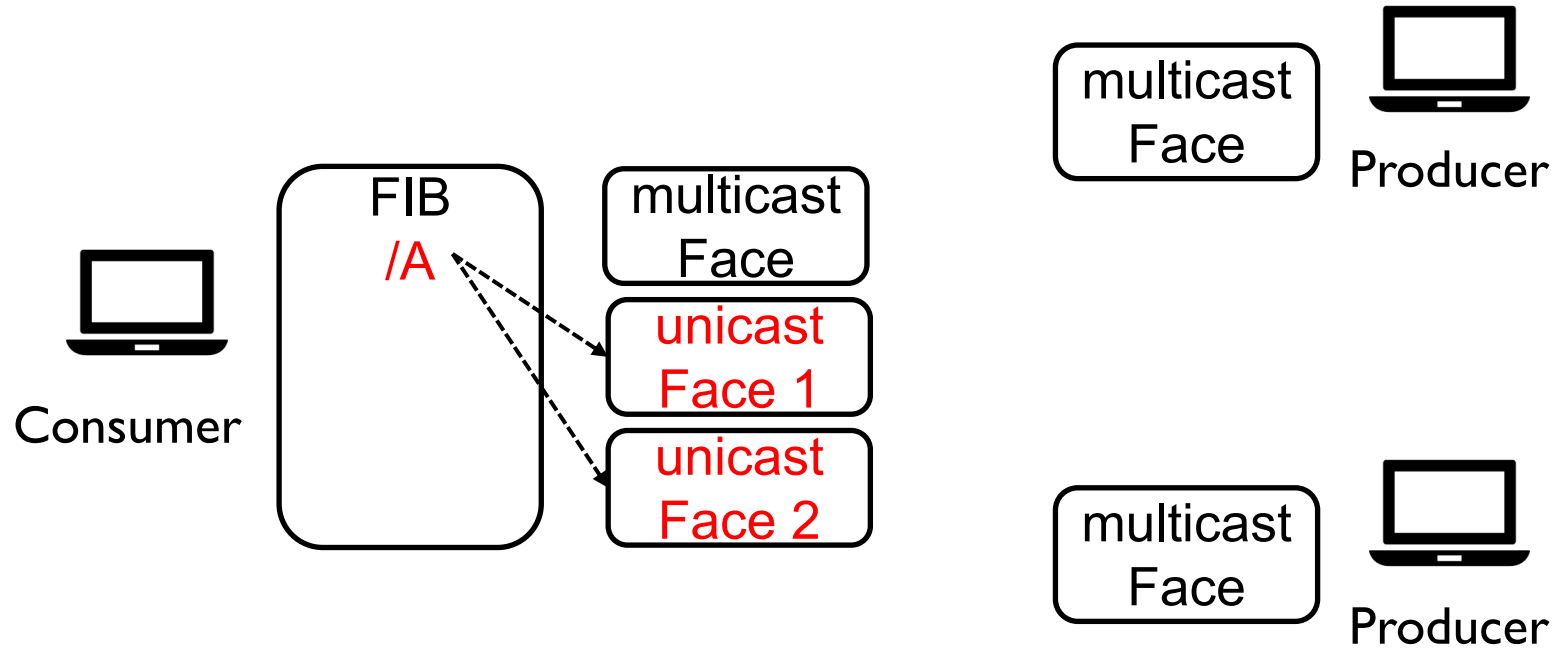 Consumer
FIB
/A
multicast
Face
unicast
Face 1
unicast
Face 2
multicast
Face
Producer
multicast
Face
Producer